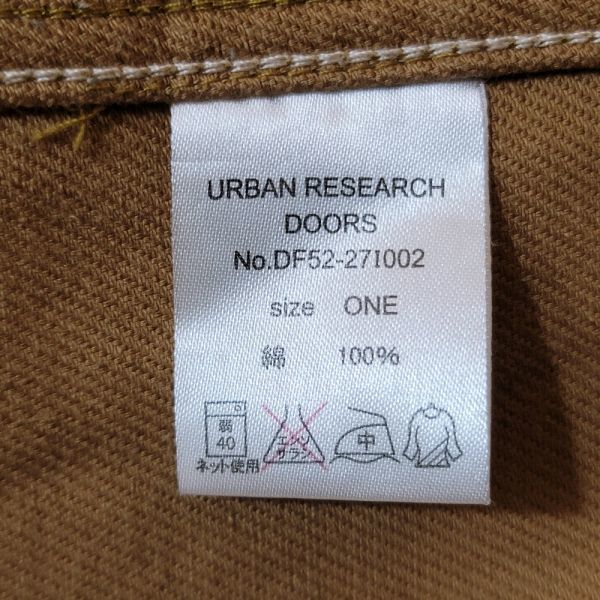 URBAN RESEARCH
DOORS
No.DF52-27I002
size ONE
綿 100%
弱
40
ネット使用
エンソ
サラシ
中